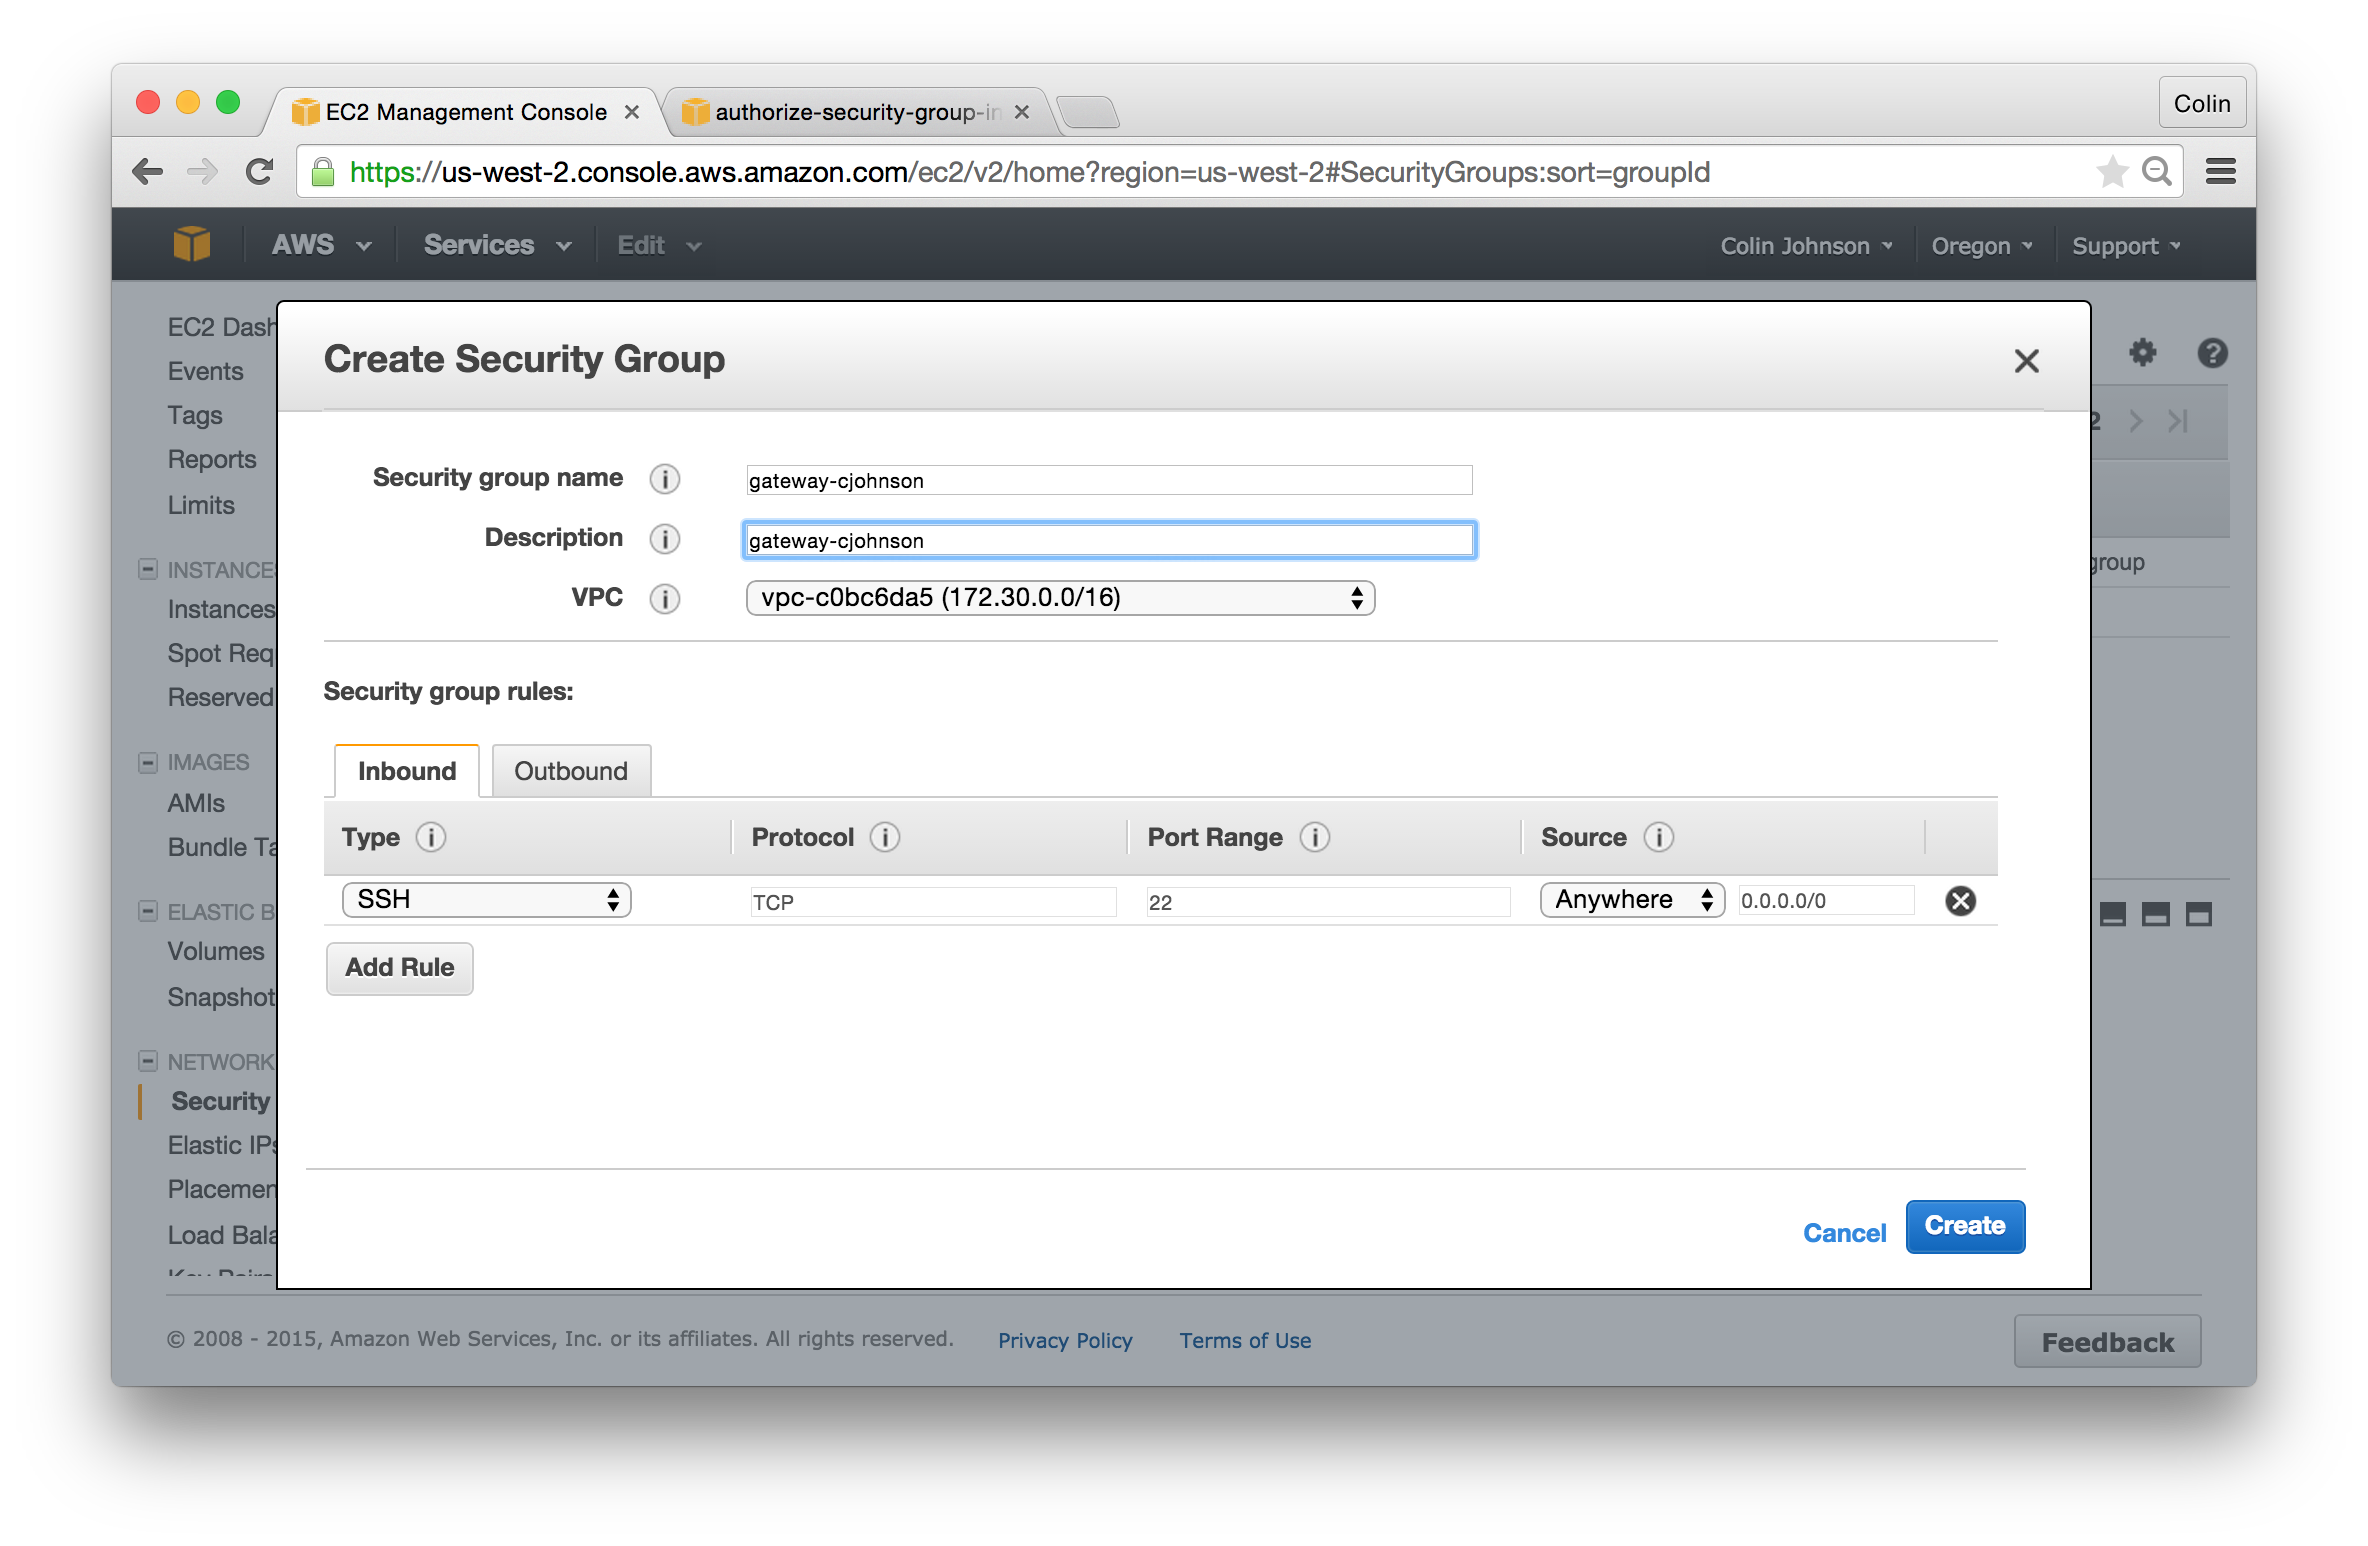 EC2 Management Console
authorize-security-group-in
Colin
https://us-west-2.console.aws.amazon.com/ec2/v2/home?region=us-west-2#SecurityGroups:sort=groupId
AWS Services Edit Colin Johnson Oregon Support
EC2 Dash
Events
Tags
Reports
Limits
INSTANCES
Instances
Spot Req
Reserved
IMAGES
AMIs
Bundle Ta
ELASTIC B
Volumes
Snapshot
NETWORK
Security
Elastic IPs
Placemen
Load Bala
Key Pairs
2
group
Create Security Group
Security group name gateway-cjohnson
Description gateway-cjohnson
VPC vpc-c0bc6da5 (172.30.0.0/16)
Security group rules:
Inbound Outbound
Type Protocol Port Range Source
SSH TCP 22 Anywhere 0.0.0.0/0
Add Rule
Cancel Create
© 2008 - 2015, Amazon Web Services, Inc. or its affiliates. All rights reserved. Privacy Policy Terms of Use Feedback